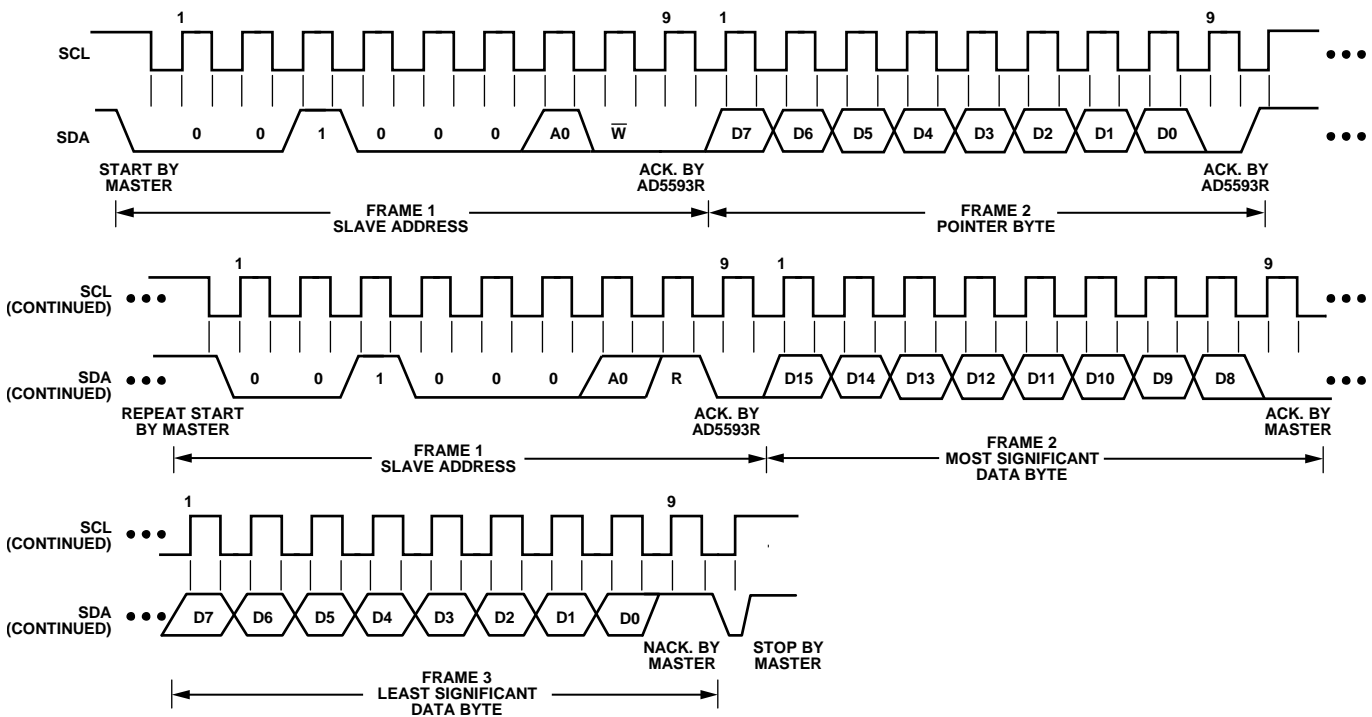 1 9 1 9
SCL
SDA 0 0 1 0 0 0 A0 W̅ D7 D6 D5 D4 D3 D2 D1 D0
START BY
MASTER
ACK. BY
AD5593R
ACK. BY
AD5593R
FRAME 1
SLAVE ADDRESS
FRAME 2
POINTER BYTE
1 9 1 9
SCL
(CONTINUED)
SDA
(CONTINUED)
0 0 1 0 0 0 A0 R D15 D14 D13 D12 D11 D10 D9 D8
REPEAT START
BY MASTER
ACK. BY
AD5593R
ACK. BY
MASTER
FRAME 1
SLAVE ADDRESS
FRAME 2
MOST SIGNIFICANT
DATA BYTE
1 9
SCL
(CONTINUED)
SDA
(CONTINUED)
D7 D6 D5 D4 D3 D2 D1 D0
NACK. BY
MASTER
STOP BY
MASTER
FRAME 3
LEAST SIGNIFICANT
DATA BYTE